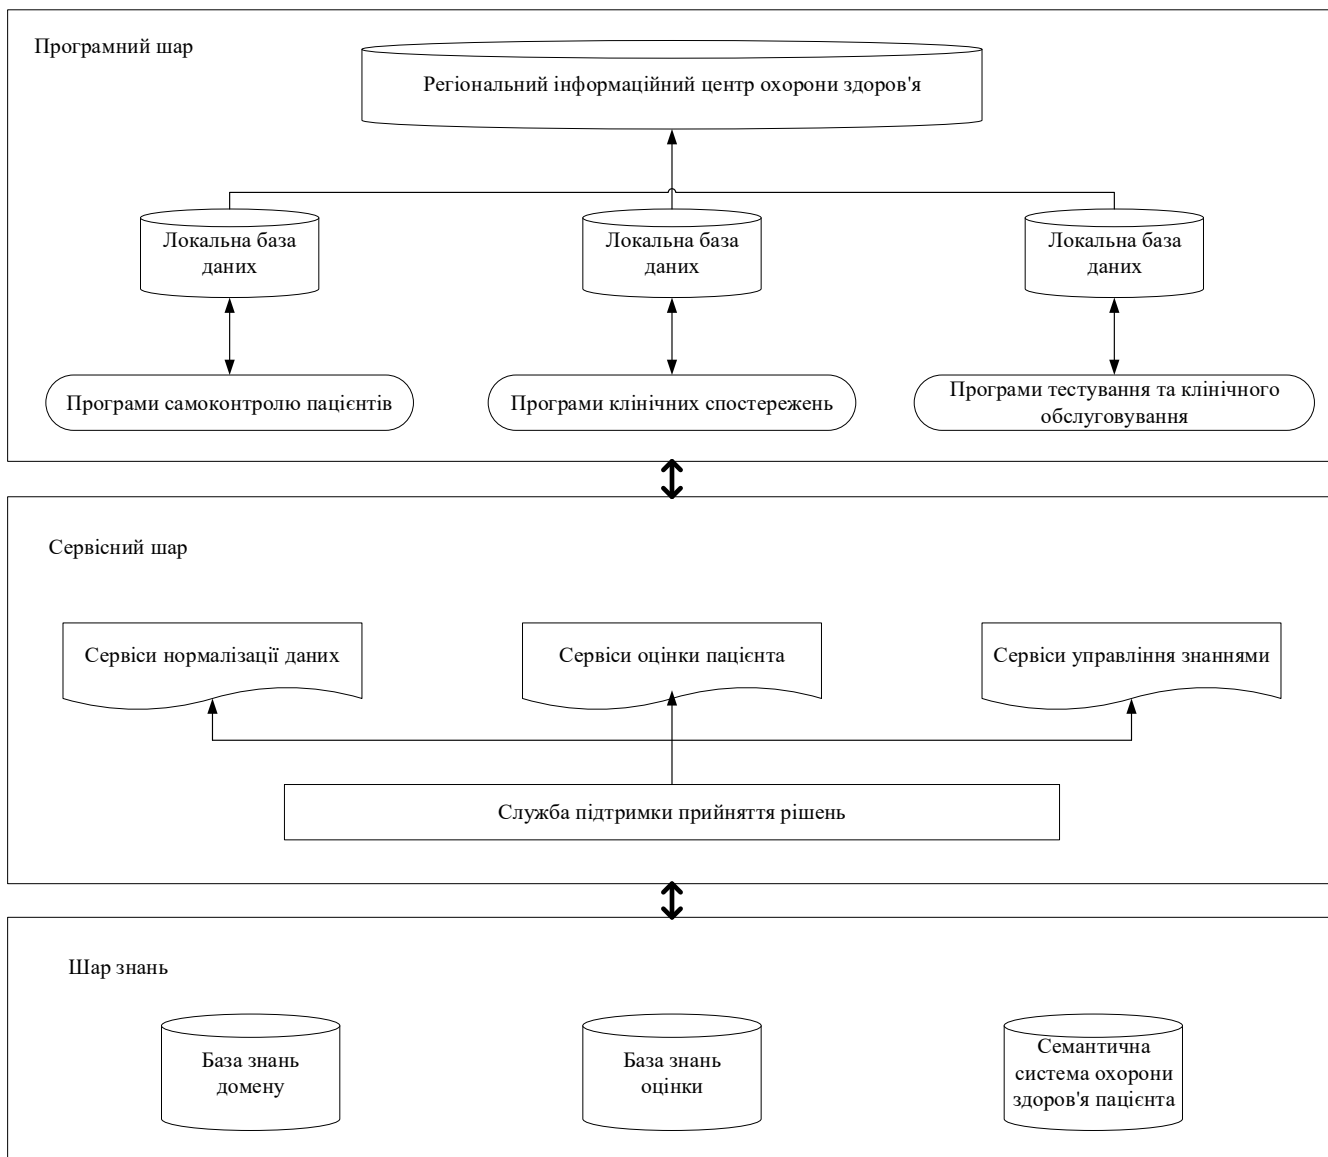 Програмний шар
Регіональний інформаційний центр охорони здоров'я
Локальна база
даних
Локальна база
даних
Локальна база
даних
Програми самоконтролю пацієнтів
Програми клінічних спостережень
Програми тестування та клінічного
обслуговування
Сервісний шар
Сервіси нормалізації даних
Сервіси оцінки пацієнта
Сервіси управління знаннями
Служба підтримки прийняття рішень
Шар знань
База знань
домену
База знань
оцінки
Семантична
система охорони
здоров'я пацієнта